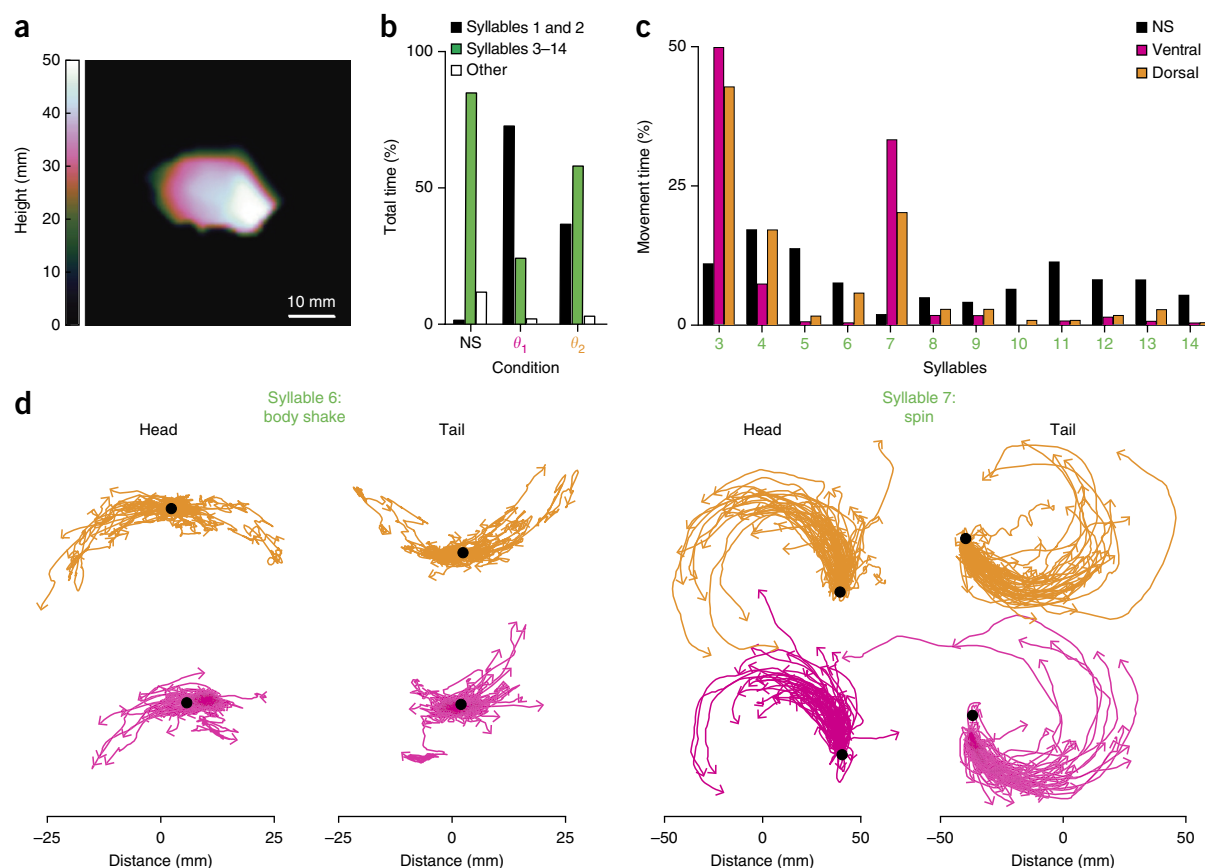 a
50
40
30
20
10
0
Height (mm)
10 mm
b
Syllables 1 and 2
Syllables 3–14
Other
100
50
0
Total time (%)
NS
θ1
θ2
Condition
c
NS
Ventral
Dorsal
50
25
0
Movement time (%)
3 4 5 6 7 8 9 10 11 12 13 14
Syllables
d
Syllable 6:
body shake
Head
Tail
Syllable 7:
spin
Head
Tail
–25 0 25
Distance (mm)
–25 0 25
Distance (mm)
–50 0 50
Distance (mm)
–50 0 50
Distance (mm)